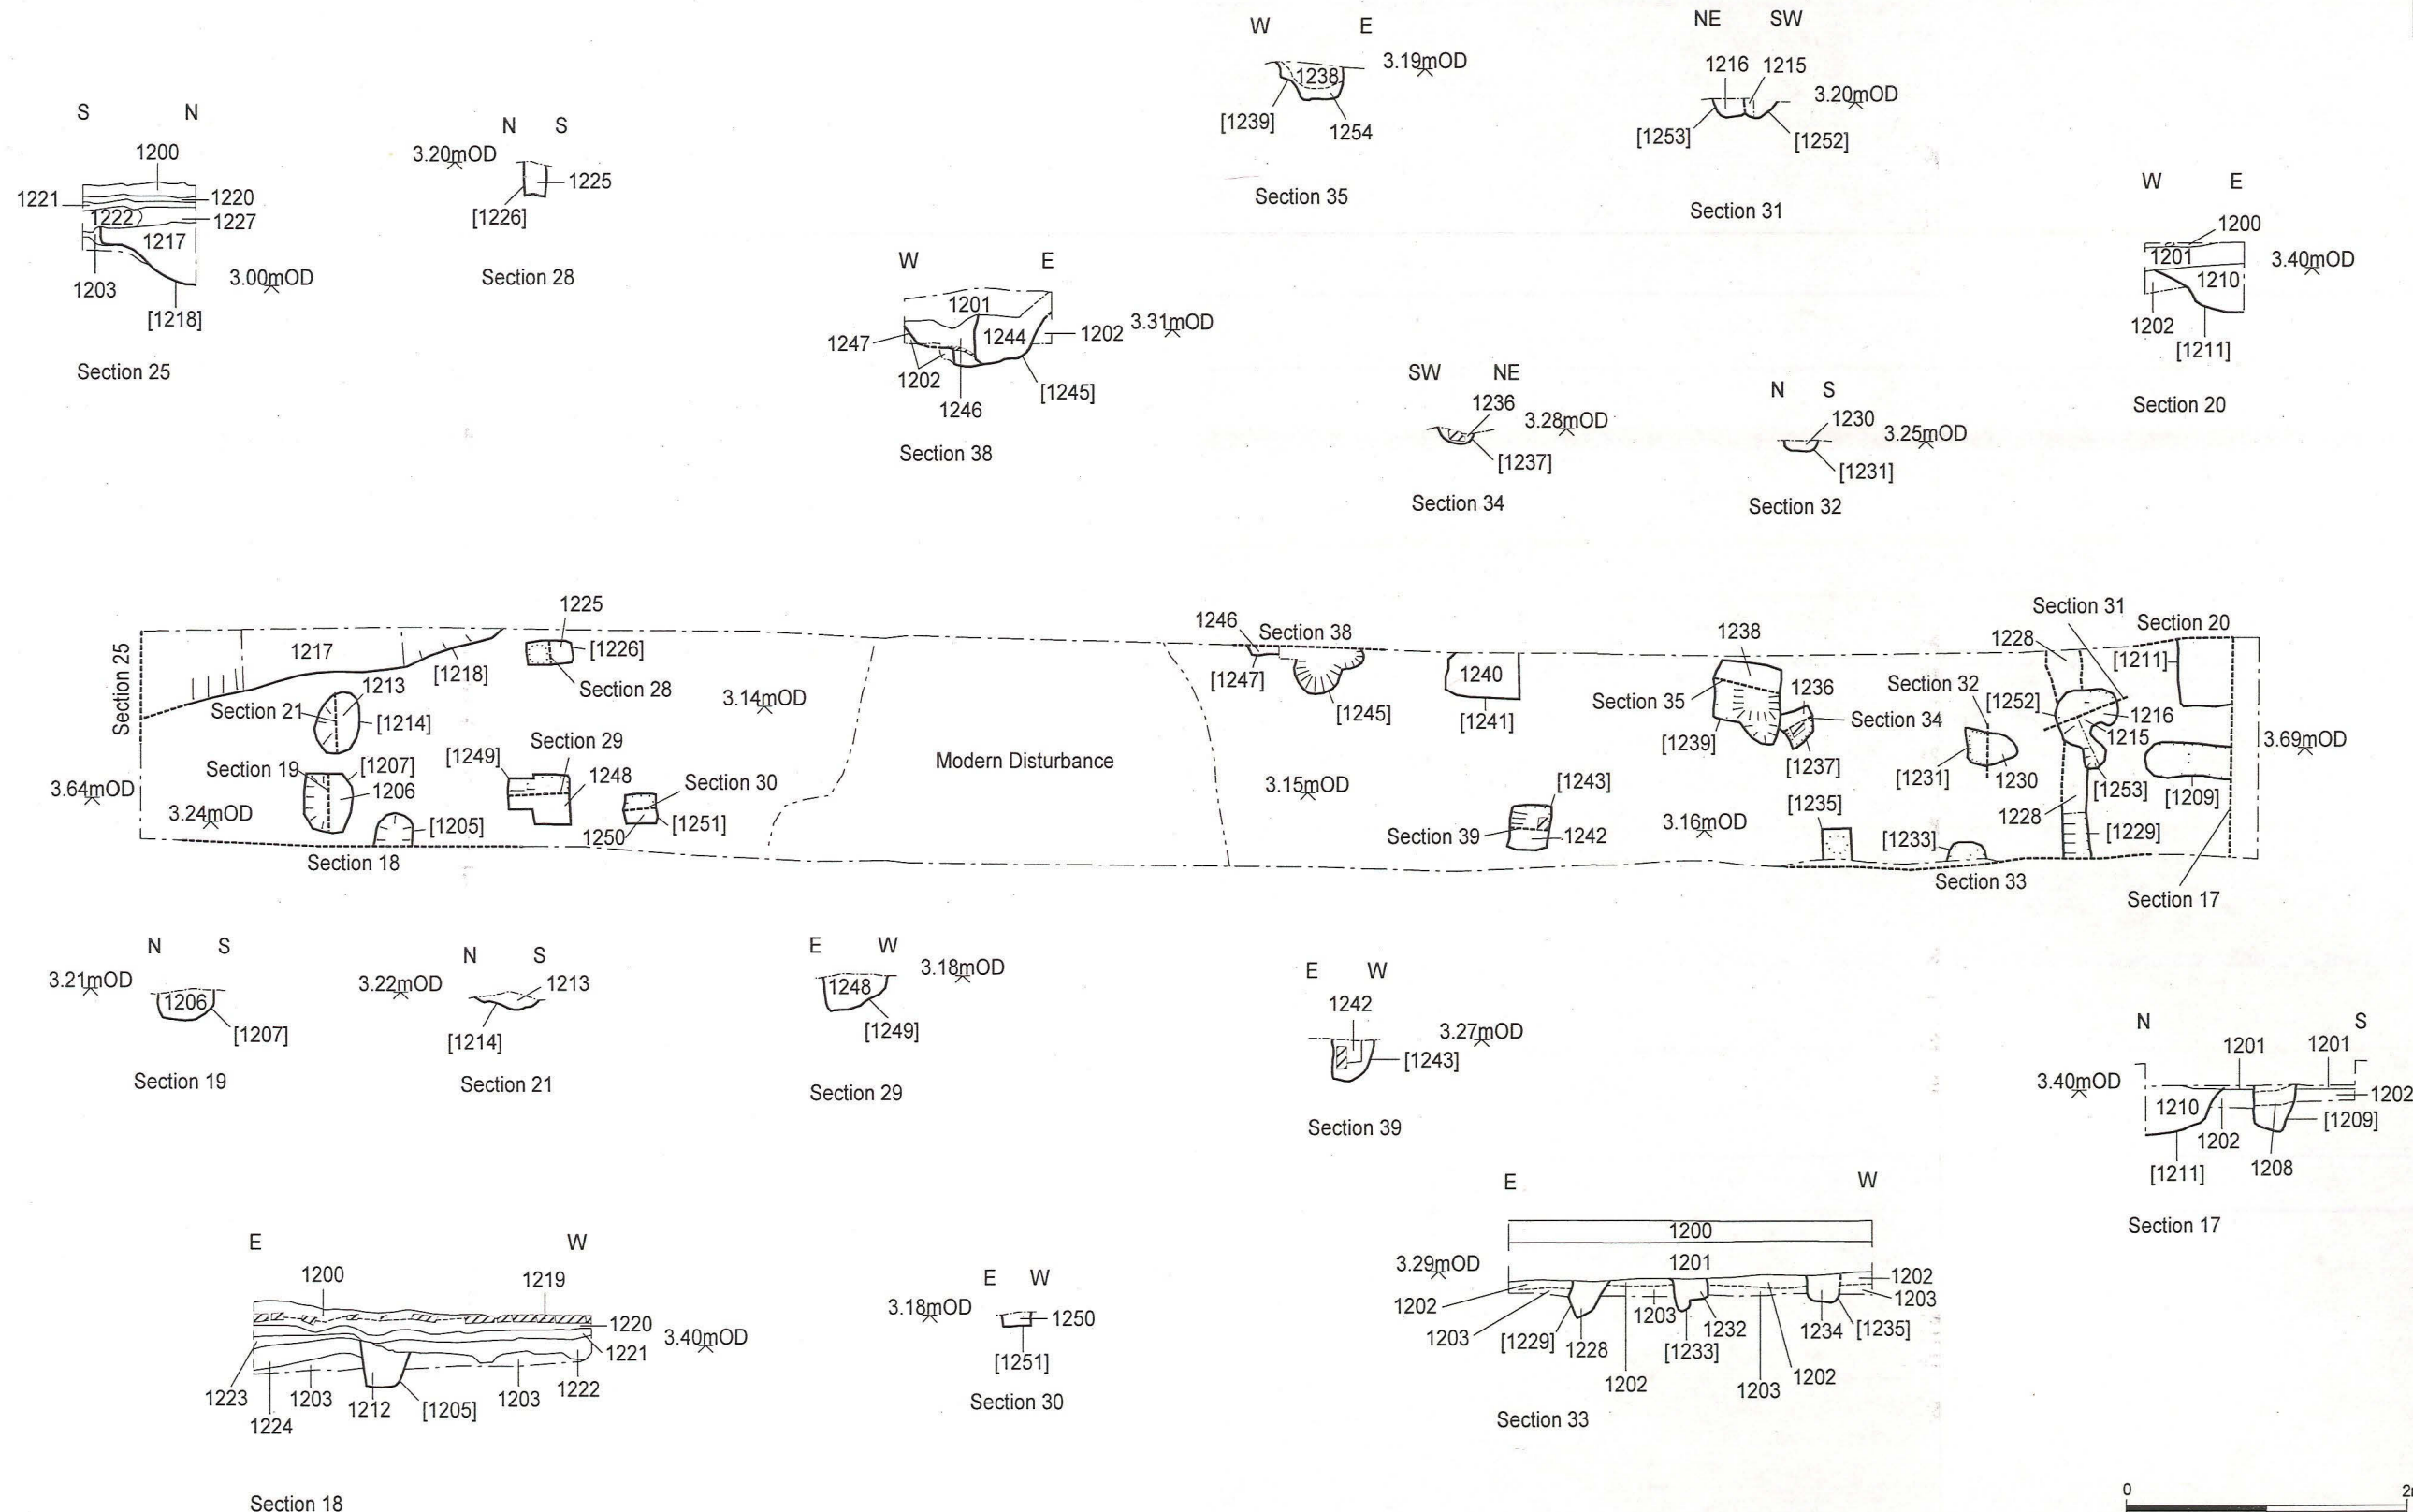 W E
3.19mOD
1238
[1239]
1254
Section 35
NE SW
1216 1215
3.20mOD
[1253]
[1252]
Section 31
S N
1200
1221
1220
1222
1227
1217
1203
3.00mOD
[1218]
Section 25
N S
3.20mOD
1225
[1226]
Section 28
W E
1200
1201
3.40mOD
1210
1202
[1211]
Section 20
W E
1201
1247
1244
1202
3.31mOD
1202
[1245]
1246
Section 38
SW NE
1236
3.28mOD
[1237]
Section 34
N S
1230
3.25mOD
[1231]
Section 32
Section 25
1217
[1218]
1225
[1226]
Section 28
1213
Section 21
[1214]
3.14mOD
Section 19
[1207]
1206
3.64mOD
3.24mOD
[1205]
Section 18
[1249]
Section 29
1248
Section 30
1250
[1251]
Modern Disturbance
1246
Section 38
[1247]
[1245]
1240
[1241]
3.15mOD
[1243]
Section 39
1242
1238
Section 35
1236
Section 34
[1239]
[1237]
3.16mOD
[1235]
Section 31
Section 20
1228
[1211]
Section 32
[1252]
1216
1215
[1231]
1230
[1253]
[1209]
3.69mOD
1228
[1229]
[1233]
Section 33
Section 17
N S
3.21mOD
1206
[1207]
Section 19
N S
3.22mOD
1213
[1214]
Section 21
E W
3.18mOD
1248
[1249]
Section 29
E W
1242
3.27mOD
[1243]
Section 39
N S
1201 1201
3.40mOD
1202
1210
[1209]
1202
1208
[1211]
Section 17
E W
1200
1219
1220
3.40mOD
1221
1223
1203
1203
1222
1212
[1205]
1224
Section 18
E W
3.18mOD
1250
[1251]
Section 30
E W
1200
3.29mOD
1201
1202
1202
1203
1203
1203
[1229]
1228
1232
[1233]
1234
[1235]
1202
1203
1202
Section 33
0